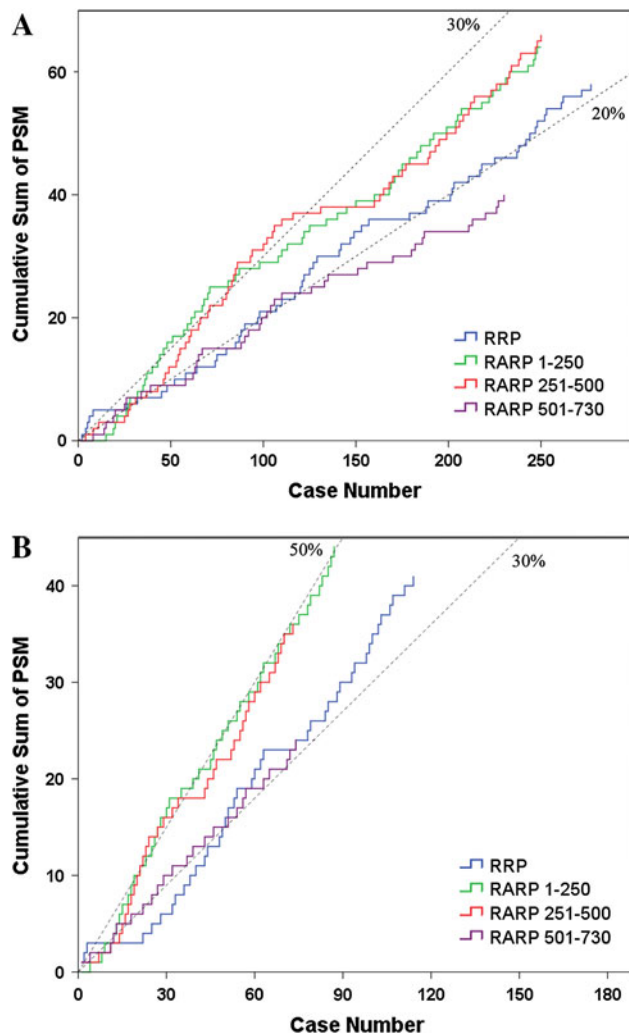 A
30%
20%
60
40
20
0
Cumulative Sum of PSM
RRP
RARP 1-250
RARP 251-500
RARP 501-730
0 50 100 150 200 250
Case Number
B
50%
30%
40
30
20
10
0
Cumulative Sum of PSM
RRP
RARP 1-250
RARP 251-500
RARP 501-730
0 30 60 90 120 150 180
Case Number